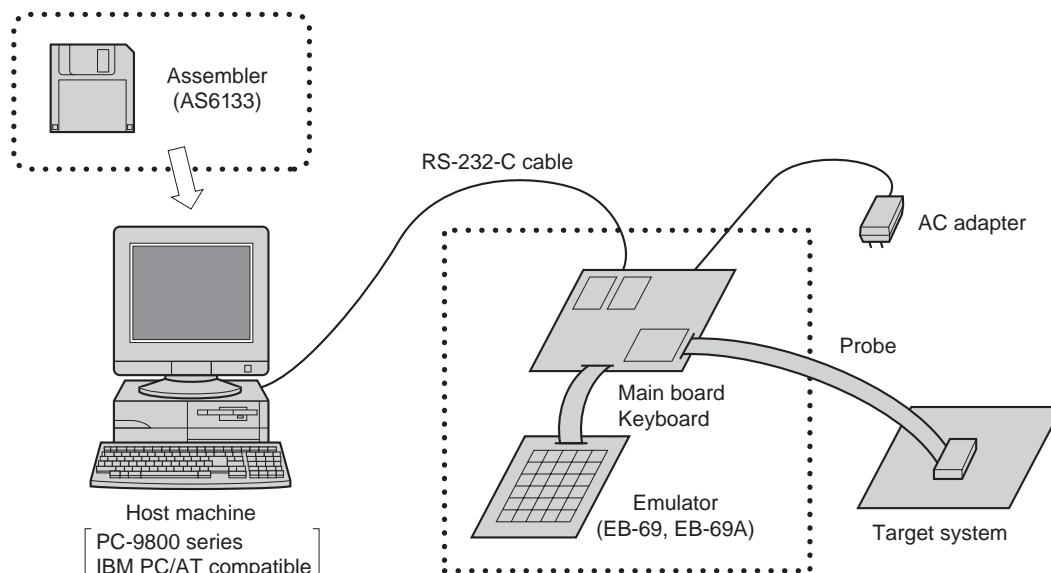 Assembler
(AS6133)
RS-232-C cable
AC adapter
Probe
Main board
Keyboard
Emulator
(EB-69, EB-69A)
Target system
Host machine
PC-9800 series
IBM PC/AT compatible